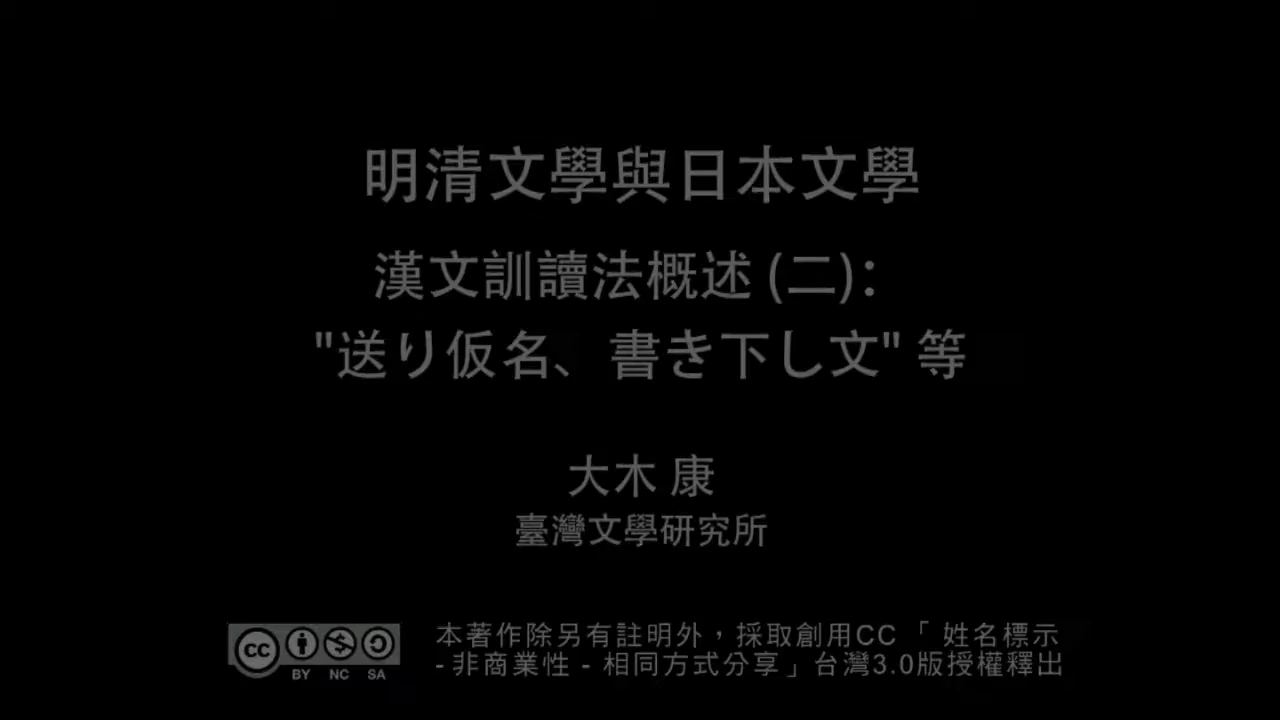 明清文學與日本文學
漢文訓讀法概述 (二)：
"送り仮名、書き下し文" 等
大木 康
臺灣文學研究所
cc
BY NC SA
本著作除另有註明外，採取創用CC「 姓名標示
- 非商業性 - 相同方式分享」台灣3.0版授權釋出